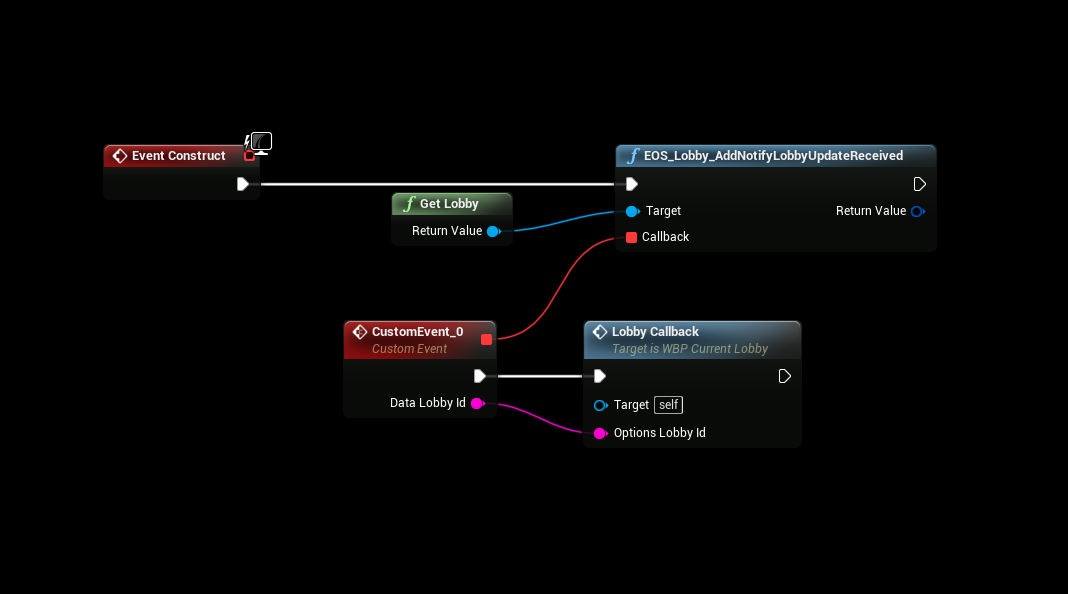 Event Construct
f EOS_Lobby_AddNotifyLobbyUpdateReceived
f Get Lobby
Return Value
Target
Return Value
Callback
CustomEvent_0
Custom Event
Data Lobby Id
Lobby Callback
Target is WBP Current Lobby
Target self
Options Lobby Id